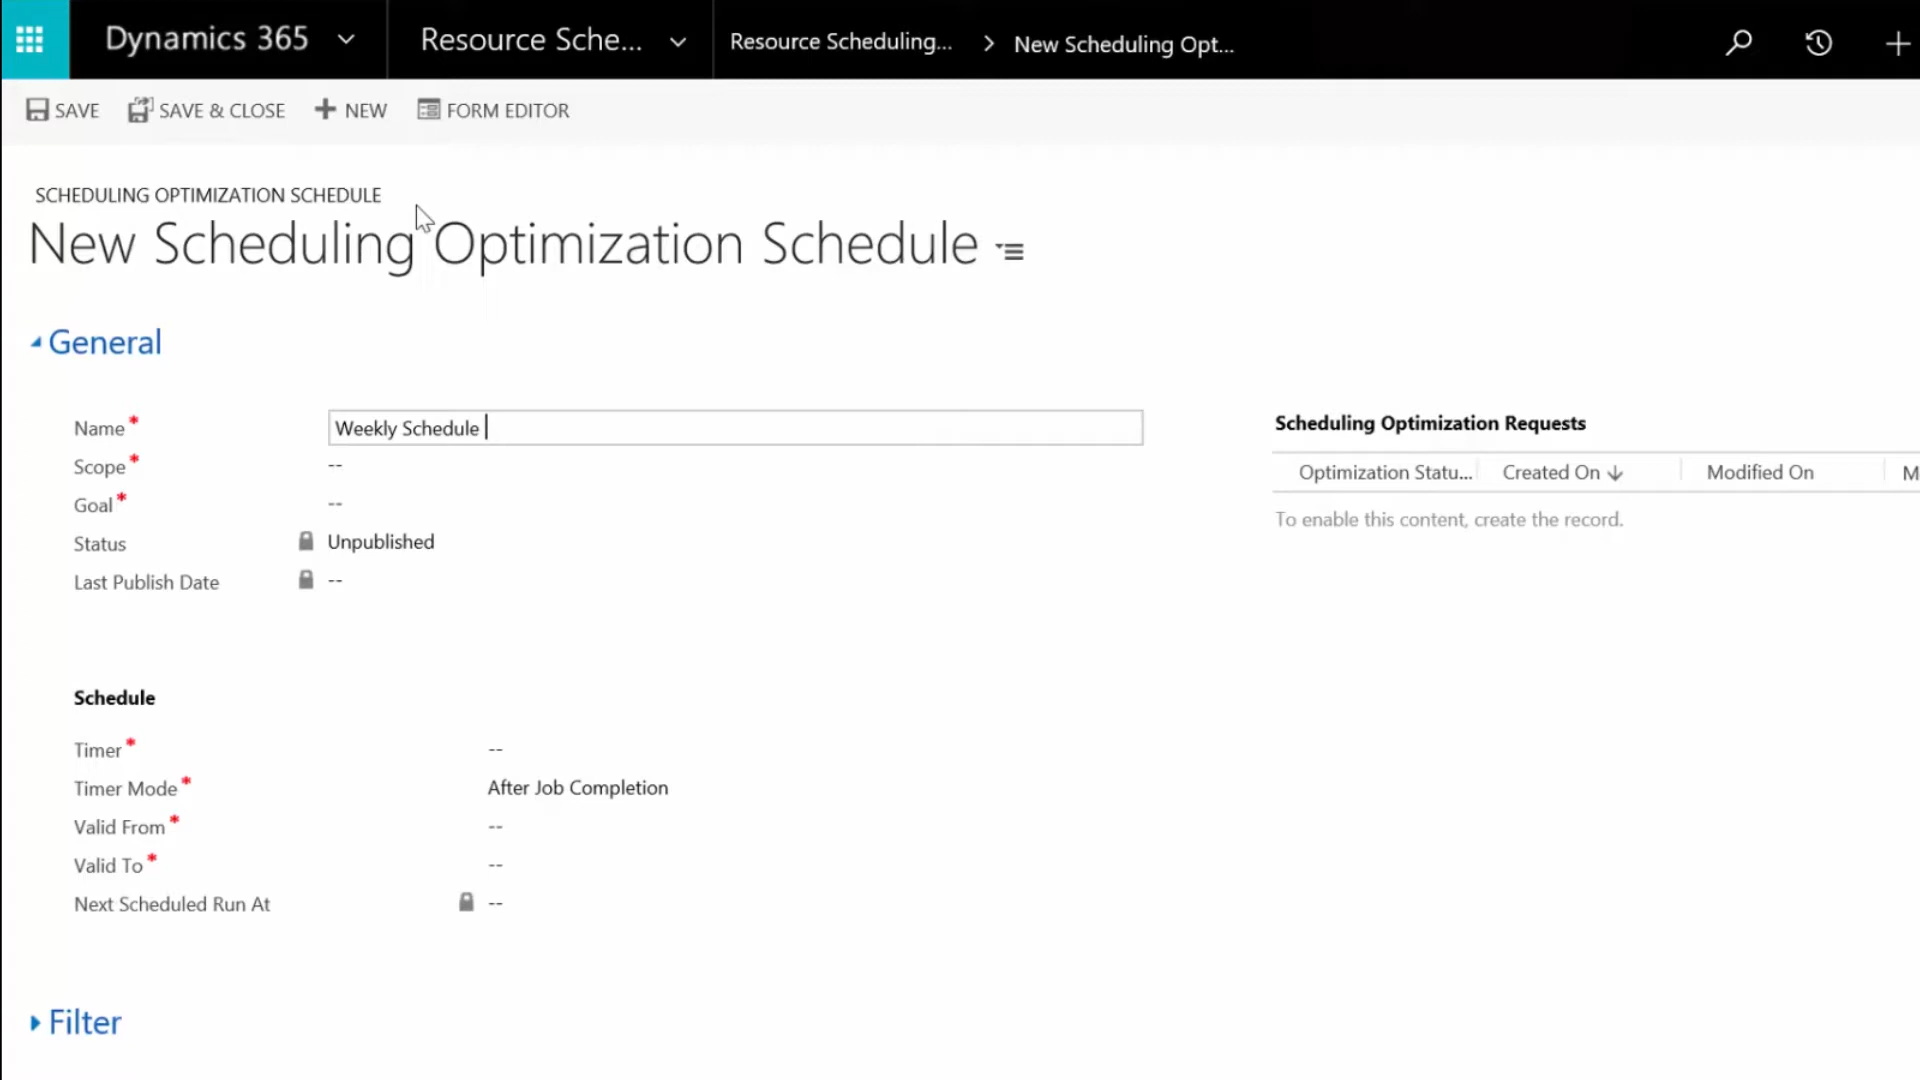 Dynamics 365 Resource Sche... Resource Scheduling... New Scheduling Opt...
SAVE SAVE & CLOSE NEW FORM EDITOR
SCHEDULING OPTIMIZATION SCHEDULE
New Scheduling Optimization Schedule
General
Name* Weekly Schedule
Scope* --
Goal* --
Status Unpublished
Last Publish Date --
Scheduling Optimization Requests
Optimization Statu... Created On Modified On M
To enable this content, create the record.
Schedule
Timer* --
Timer Mode* After Job Completion
Valid From* --
Valid To* --
Next Scheduled Run At --
Filter